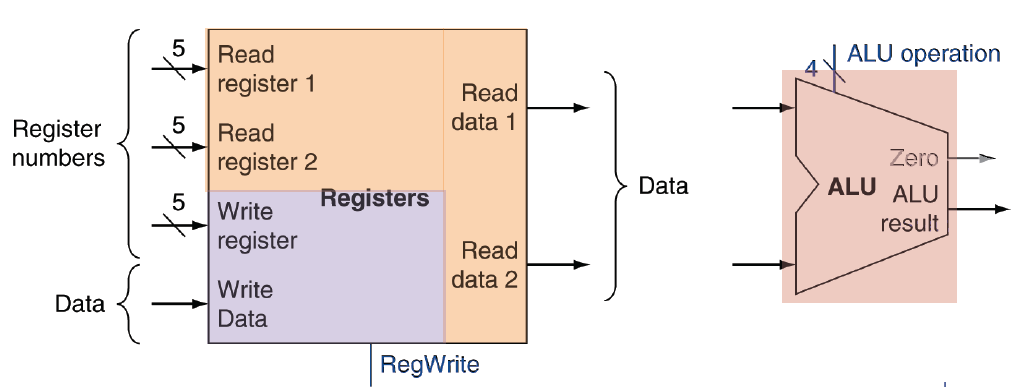 Register
numbers
Data
5
Read
register 1
5
Read
register 2
5
Write
register
Write
Data
Registers
Read
data 1
Read
data 2
RegWrite
Data
4
ALU operation
Zero
ALU
ALU
result